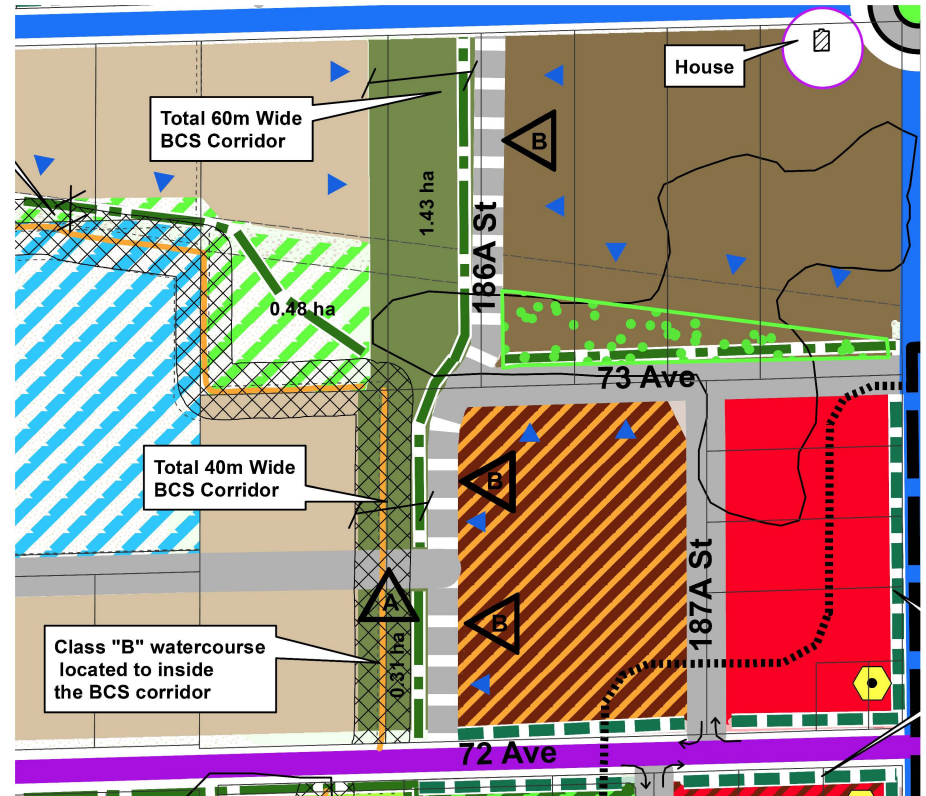 House
Total 60m Wide
BCS Corridor
B
1.43 ha
186A St
0.48 ha
73 Ave
Total 40m Wide
BCS Corridor
B
187A St
A
B
Class "B" watercourse
located to inside
the BCS corridor
0.31 ha
72 Ave